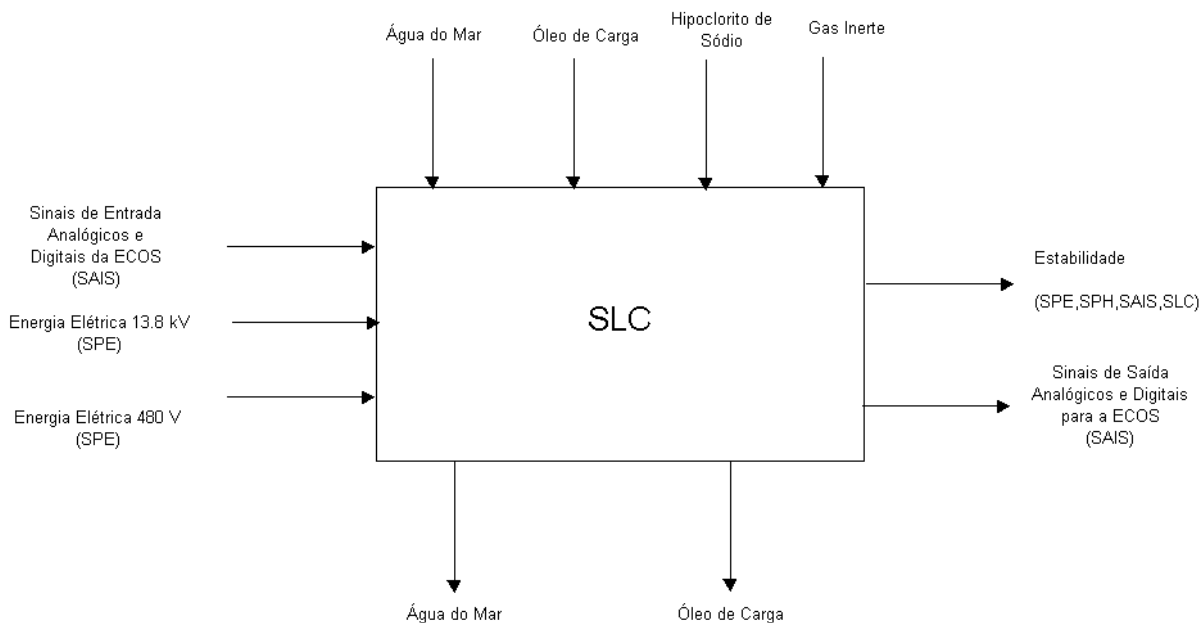 Água do Mar
Óleo de Carga
Hipoclorito de
Sódio
Gas Inerte
Sinais de Entrada
Analógicos e
Digitais da ECOS
(SAIS)
Energia Elétrica 13.8 kV
(SPE)
Energia Elétrica 480 V
(SPE)
SLC
Estabilidade
(SPE,SPH,SAIS,SLC)
Sinais de Saída
Analógicos e Digitais
para a ECOS
(SAIS)
Água do Mar
Óleo de Carga